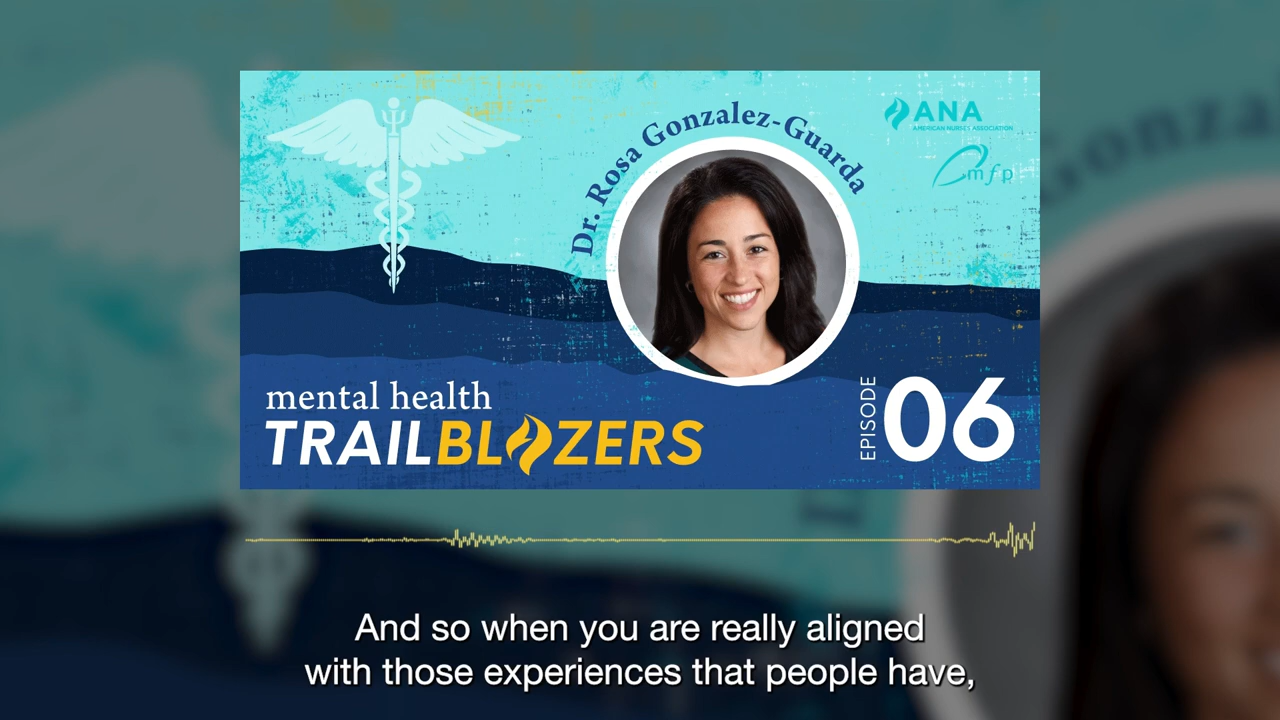 Dr. Rosa Gonzalez-Guarda
ANA
AMERICAN NURSES ASSOCIATION
mfp
mental health
TRAILBLAZERS
EPISODE
06
And so when you are really aligned
with those experiences that people have,